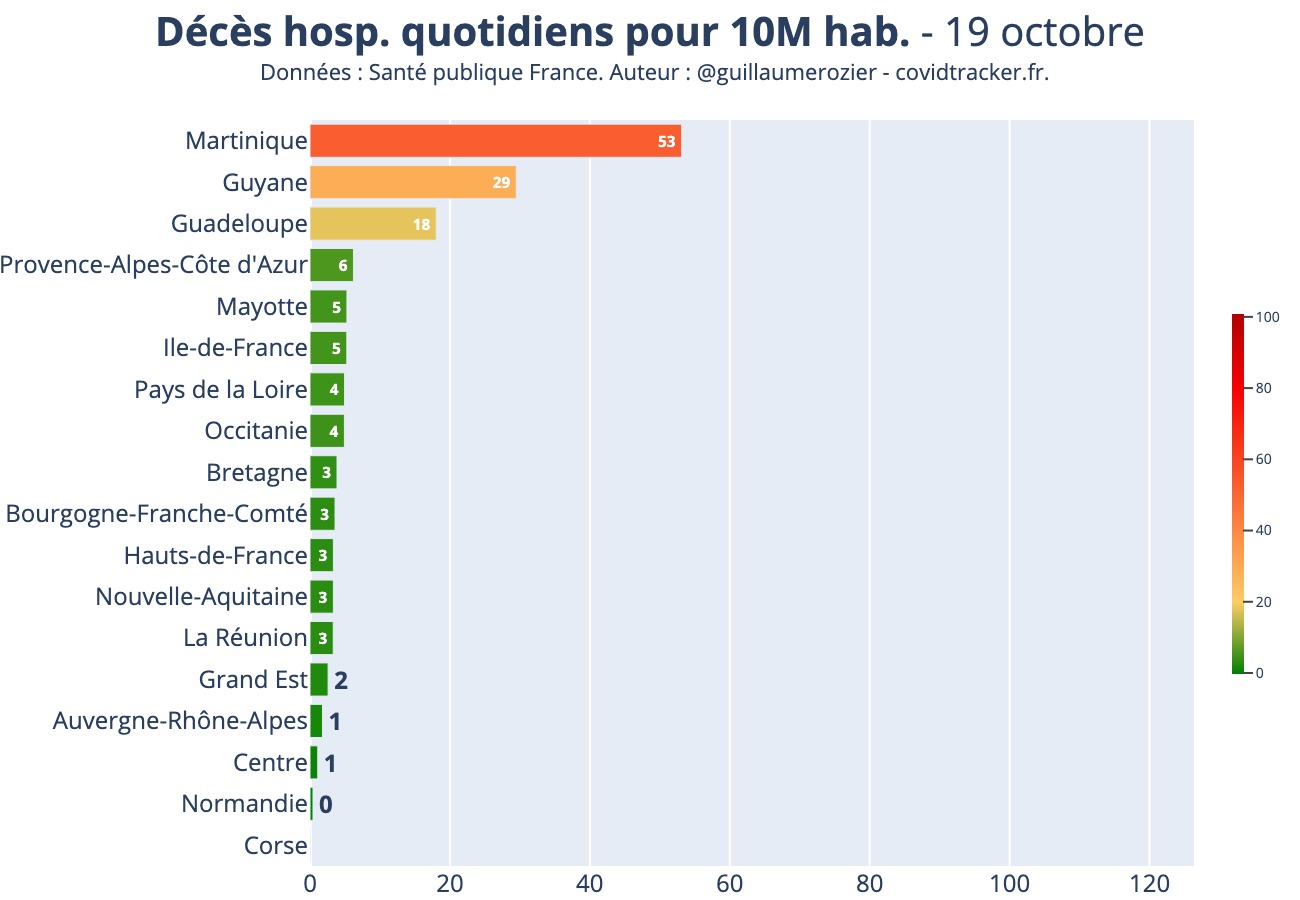 Décès hosp. quotidiens pour 10M hab. - 19 octobre
Données : Santé publique France. Auteur : @guillaumerozier - covidtracker.fr.
Martinique 53
Guyane 29
Guadeloupe 18
Provence-Alpes-Côte d'Azur 6
Mayotte 5
Ile-de-France 5
Pays de la Loire 4
Occitanie 4
Bretagne 3
Bourgogne-Franche-Comté 3
Hauts-de-France 3
Nouvelle-Aquitaine 3
La Réunion 3
Grand Est 2
Auvergne-Rhône-Alpes 1
Centre 1
Normandie 0
Corse
0 20 40 60 80 100 120
100
80
60
40
20
0